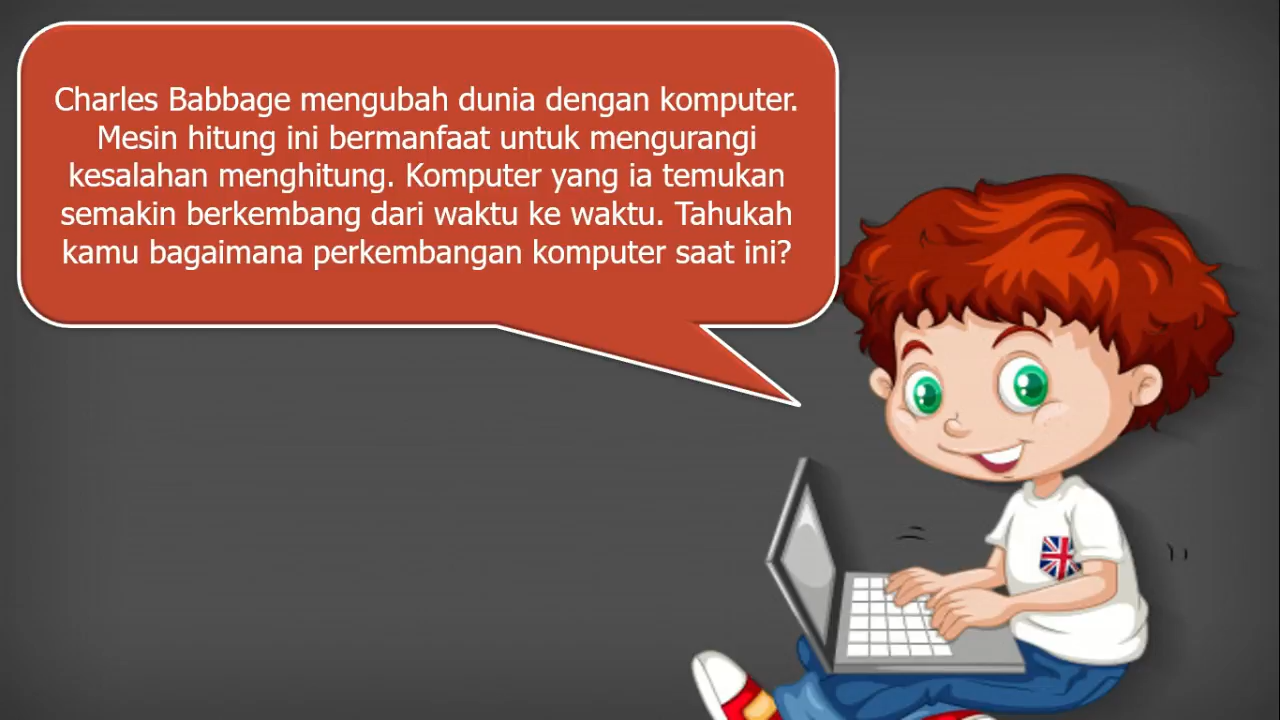 Charles Babbage mengubah dunia dengan komputer.
Mesin hitung ini bermanfaat untuk mengurangi
kesalahan menghitung. Komputer yang ia temukan
semakin berkembang dari waktu ke waktu. Tahukah
kamu bagaimana perkembangan komputer saat ini?